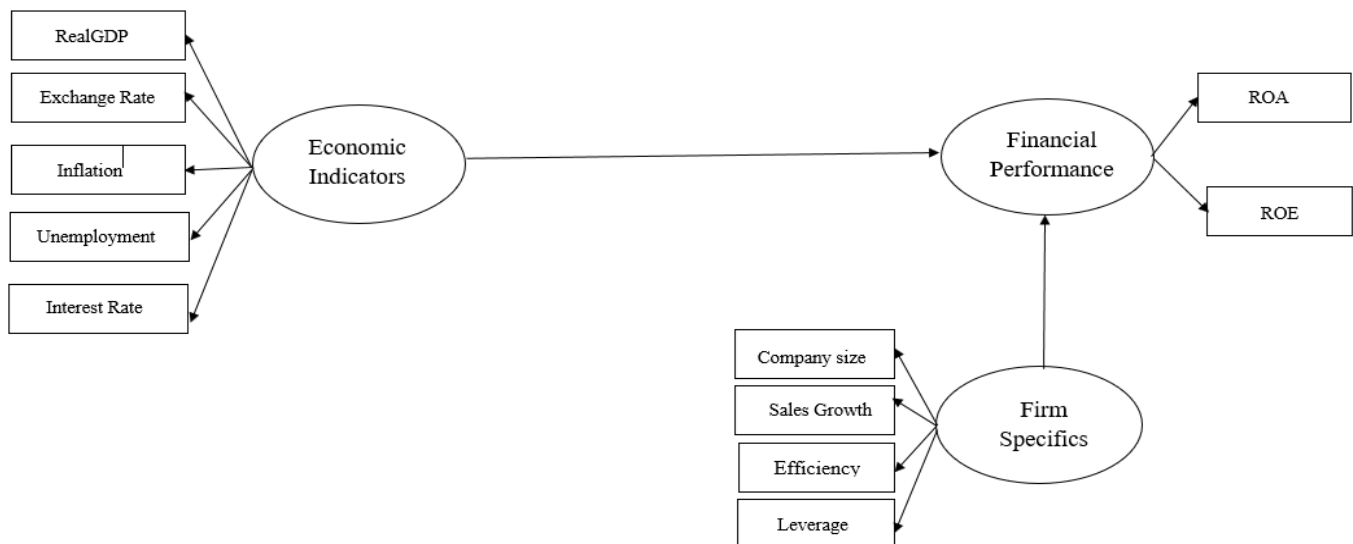 RealGDP
Exchange Rate
Inflation
Unemployment
Interest Rate
Economic
Indicators
Financial
Performance
ROA
ROE
Company size
Sales Growth
Efficiency
Leverage
Firm
Specifics